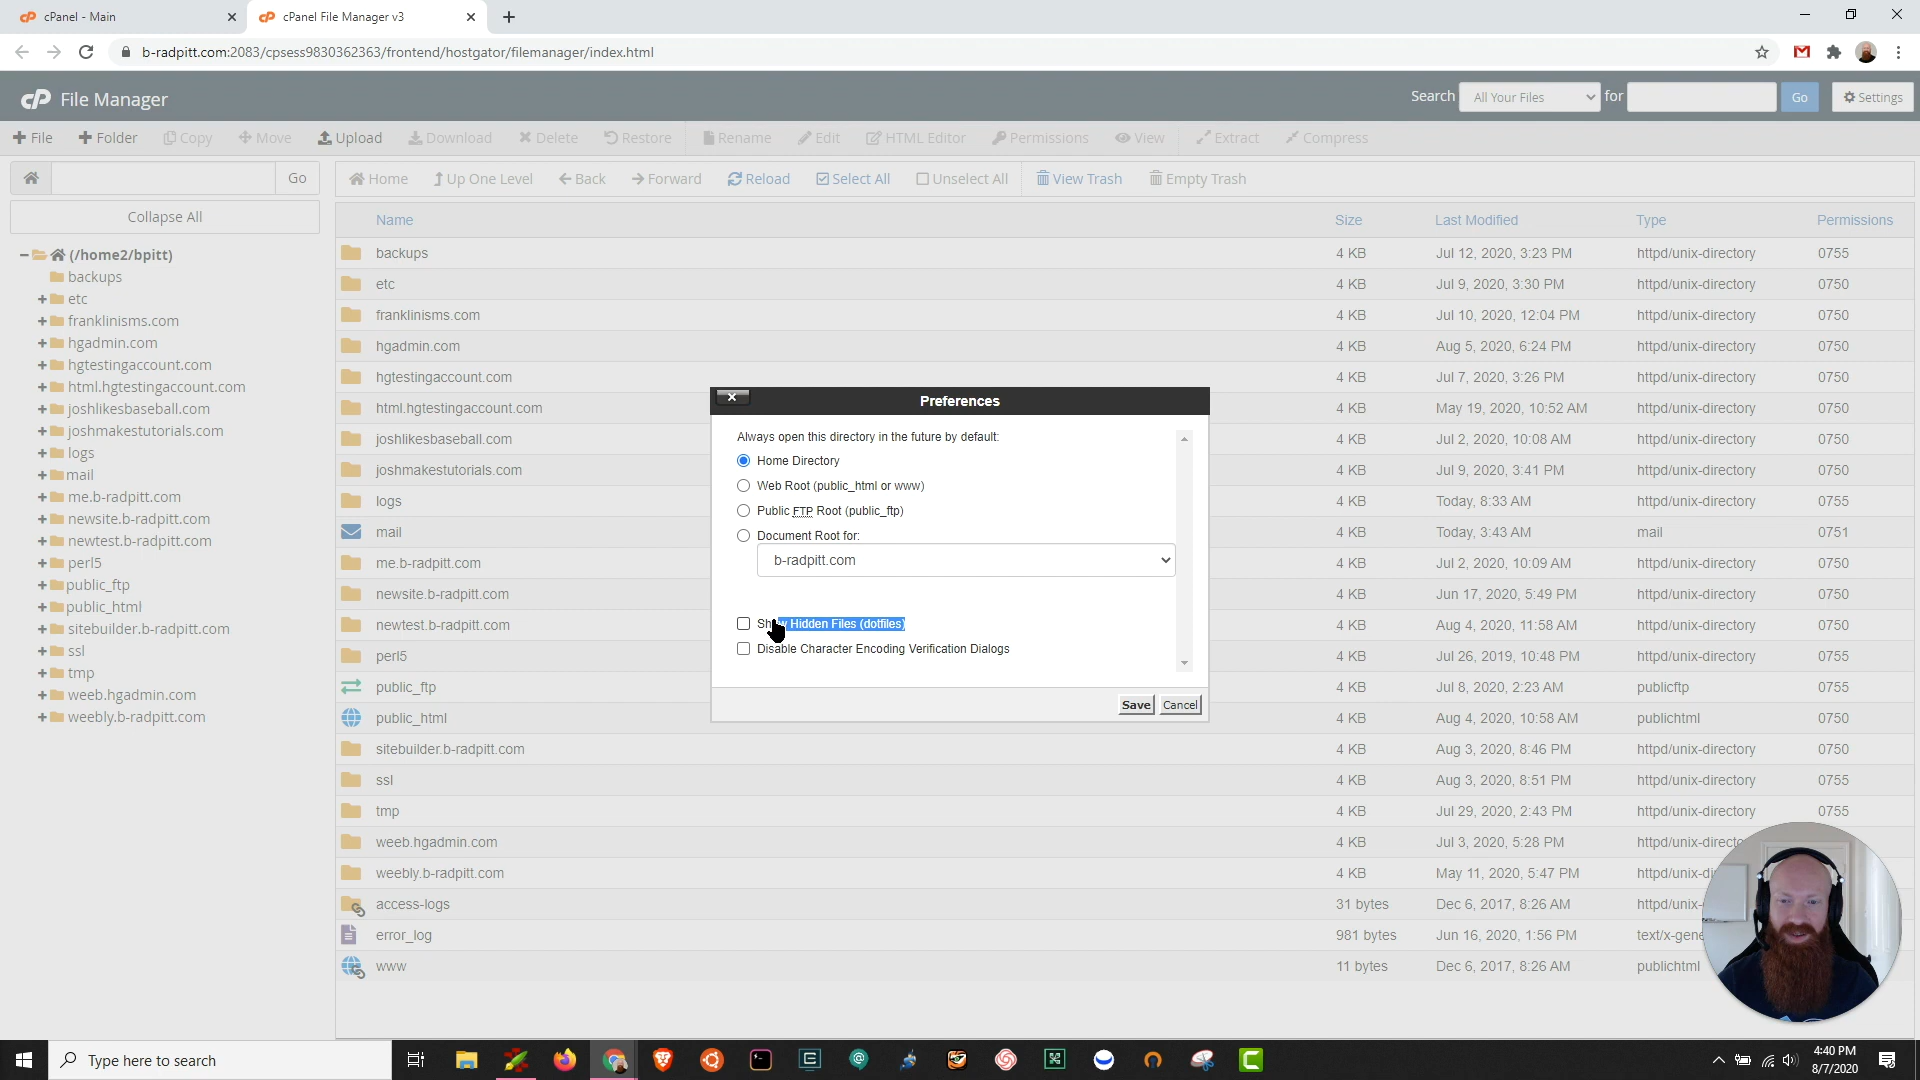 cPanel - Main
cPanel File Manager v3
b-radpitt.com:2083/cpsess9830362363/frontend/hostgator/filemanager/index.html
cP File Manager
Search All Your Files for Go Settings
File Folder Copy Move Upload Download Delete Restore Rename Edit HTML Editor Permissions View Extract Compress
Go
Home Up One Level Back Forward Reload Select All Unselect All View Trash Empty Trash
Collapse All
(/home2/bpitt)
backups
etc
franklinisms.com
hgadmin.com
hgtestingaccount.com
html.hgtestingaccount.com
joshlikesbaseball.com
joshmakestutorials.com
logs
mail
me.b-radpitt.com
newsite.b-radpitt.com
newtest.b-radpitt.com
perl5
public_ftp
public_html
sitebuilder.b-radpitt.com
ssl
tmp
weeb.hgadmin.com
weebly.b-radpitt.com
Name Size Last Modified Type Permissions
backups 4 KB Jul 12, 2020, 3:23 PM httpd/unix-directory 0755
etc 4 KB Jul 9, 2020, 3:30 PM httpd/unix-directory 0750
franklinisms.com 4 KB Jul 10, 2020, 12:04 PM httpd/unix-directory 0750
hgadmin.com 4 KB Aug 5, 2020, 6:24 PM httpd/unix-directory 0750
hgtestingaccount.com 4 KB Jul 7, 2020, 3:26 PM httpd/unix-directory 0750
html.hgtestingaccount.com 4 KB May 19, 2020, 10:52 AM httpd/unix-directory 0750
joshlikesbaseball.com 4 KB Jul 2, 2020, 10:08 AM httpd/unix-directory 0750
joshmakestutorials.com 4 KB Jul 9, 2020, 3:41 PM httpd/unix-directory 0750
logs 4 KB Today, 8:33 AM httpd/unix-directory 0755
mail 4 KB Today, 3:43 AM mail 0751
me.b-radpitt.com 4 KB Jul 2, 2020, 10:09 AM httpd/unix-directory 0750
newsite.b-radpitt.com 4 KB Jun 17, 2020, 5:49 PM httpd/unix-directory 0750
newtest.b-radpitt.com 4 KB Aug 4, 2020, 11:58 AM httpd/unix-directory 0750
perl5 4 KB Jul 26, 2019, 10:48 PM httpd/unix-directory 0755
public_ftp 4 KB Jul 8, 2020, 2:23 AM publicftp 0755
public_html 4 KB Aug 4, 2020, 10:58 AM publichtml 0750
sitebuilder.b-radpitt.com 4 KB Aug 3, 2020, 8:46 PM httpd/unix-directory 0750
ssl 4 KB Aug 3, 2020, 8:51 PM httpd/unix-directory 0755
tmp 4 KB Jul 29, 2020, 2:43 PM httpd/unix-directory 0755
weeb.hgadmin.com 4 KB Jul 3, 2020, 5:28 PM httpd/unix-directo
weebly.b-radpitt.com 4 KB May 11, 2020, 5:47 PM httpd/unix-di
access-logs 31 bytes Dec 6, 2017, 8:26 AM httpd/unix-
error_log 981 bytes Jun 16, 2020, 1:56 PM text/x-gene
www 11 bytes Dec 6, 2017, 8:26 AM publichtml
Preferences
Always open this directory in the future by default:
Home Directory
Web Root (public_html or www)
Public FTP Root (public_ftp)
Document Root for:
b-radpitt.com
Show Hidden Files (dotfiles)
Disable Character Encoding Verification Dialogs
Save Cancel
Type here to search
4:40 PM
8/7/2020